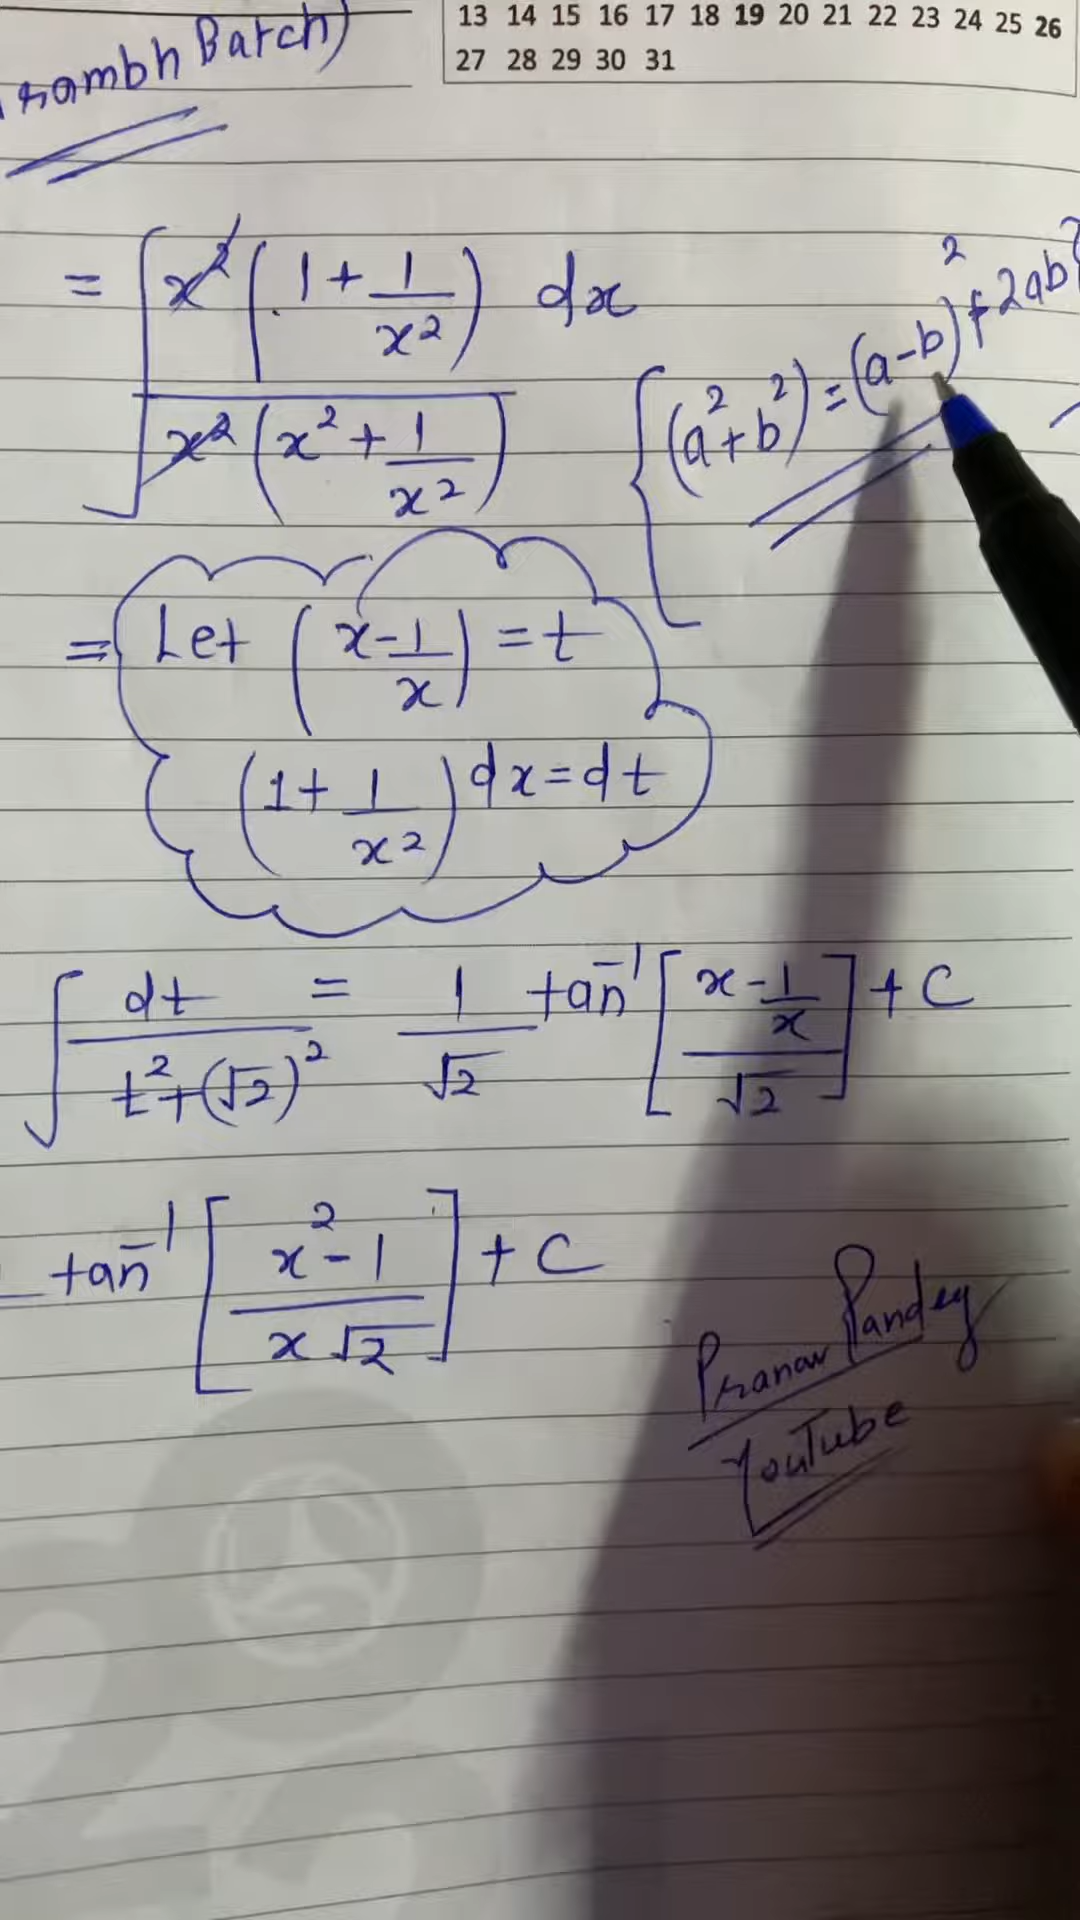 13 14 15 16 17 18 19 20 21 22 23 24 25 26
27 28 29 30 31
Batch)
= ∫ x² (1 + 1/x²) dx / x² (x² + 1/x²)
{(a² + b²) = (a - b)² + 2ab}
= Let (x - 1/x) = t
(1 + 1/x²) dx = dt
∫ dt / t² + (√2)² = 1/√2 tan⁻¹ [x - 1/x / √2] + C
tan⁻¹ [x² - 1 / x √2] + C
Pranav Pandey
YouTube